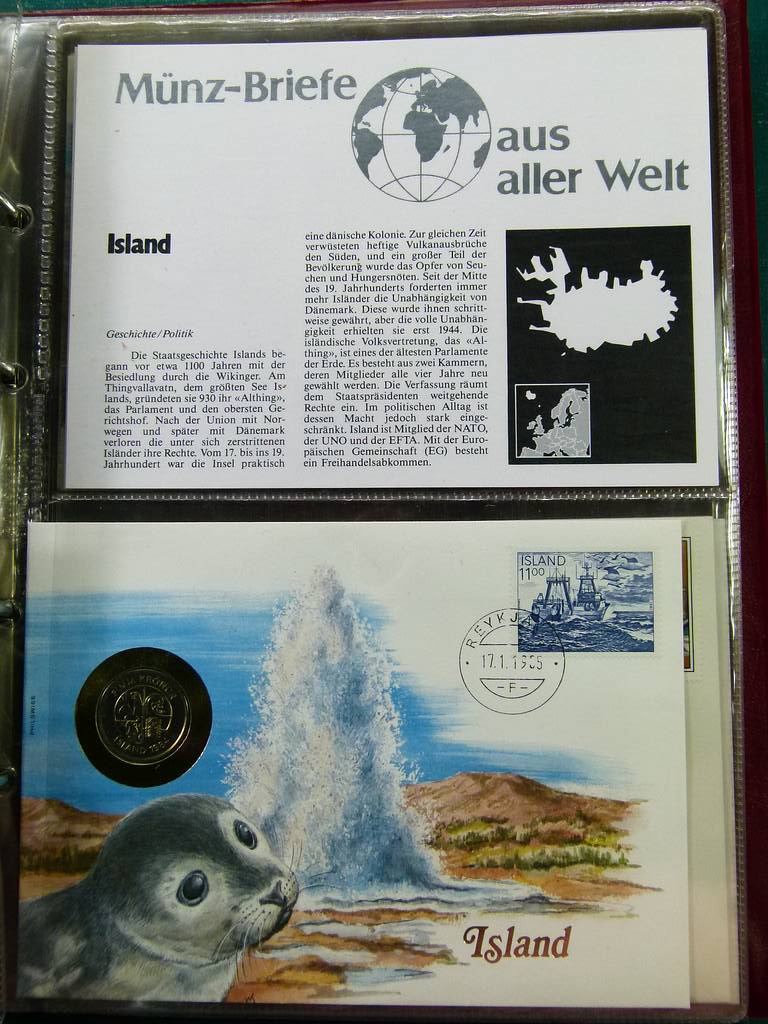 Münz-Briefe
aus
aller Welt
Island
Geschichte/Politik
Die Staatsgeschichte Islands be-
gann vor etwa 1100 Jahren mit der
Besiedlung durch die Wikinger. Am
Thingvallavatn, dem größten See Is-
lands, gründeten sie 930 ihr «Althing»,
das Parlament und den obersten Ge-
richtshof. Nach der Union mit Nor-
wegen und später mit Dänemark
verloren die unter sich zerstrittenen
Isländer ihre Rechte. Vom 17. bis ins 19.
Jahrhundert war die Insel praktisch
eine dänische Kolonie. Zur gleichen Zeit
verwüsteten heftige Vulkanausbrüche
den Süden, und ein großer Teil der
Bevölkerung wurde das Opfer von Seu-
chen und Hungersnöten. Seit der Mitte
des 19. Jahrhunderts forderten immer
mehr Isländer die Unabhängigkeit von
Dänemark. Diese wurde ihnen schritt-
weise gewährt, aber die volle Unabhän-
gigkeit erhielten sie erst 1944. Die
isländische Volksvertretung, das «Al-
thing», ist eines der ältesten Parlamente
der Erde. Es besteht aus zwei Kammern,
deren Mitglieder alle vier Jahre neu
gewählt werden. Die Verfassung räumt
dem Staatspräsidenten weitgehende
Rechte ein. Im politischen Alltag ist
dessen Macht jedoch stark einge-
schränkt. Island ist Mitglied der NATO,
der UNO und der EFTA. Mit der Euro-
päischen Gemeinschaft (EG) besteht
ein Freihandelsabkommen.
ISLAND
1100
17.1.1985
-F-
KRONUR
PHILSWISS
Island